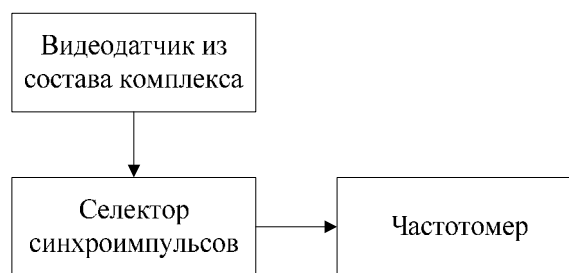 Видеодатчик из
состава комплекса
Селектор
синхроимпульсов
Частотомер